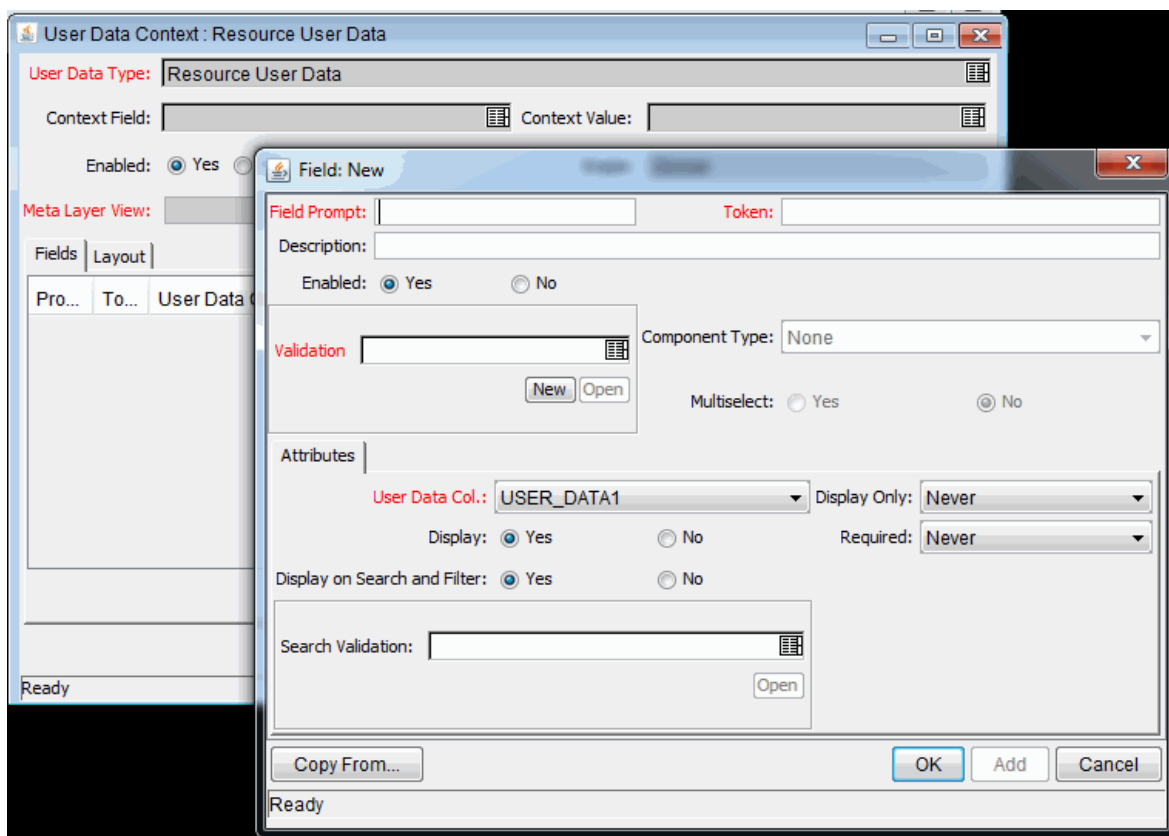 User Data Context : Resource User Data
User Data Type: Resource User Data
Context Field: Context Value:
Enabled: Yes
Meta Layer View:
Fields Layout
Pro... To... User Data
Ready
Field: New
Field Prompt: Token:
Description:
Enabled: Yes No
Validation
Component Type: None
New Open
Multiselect: Yes No
Attributes
User Data Col.: USER_DATA1 Display Only: Never
Display: Yes No Required: Never
Display on Search and Filter: Yes No
Search Validation:
Open
Copy From... OK Add Cancel
Ready